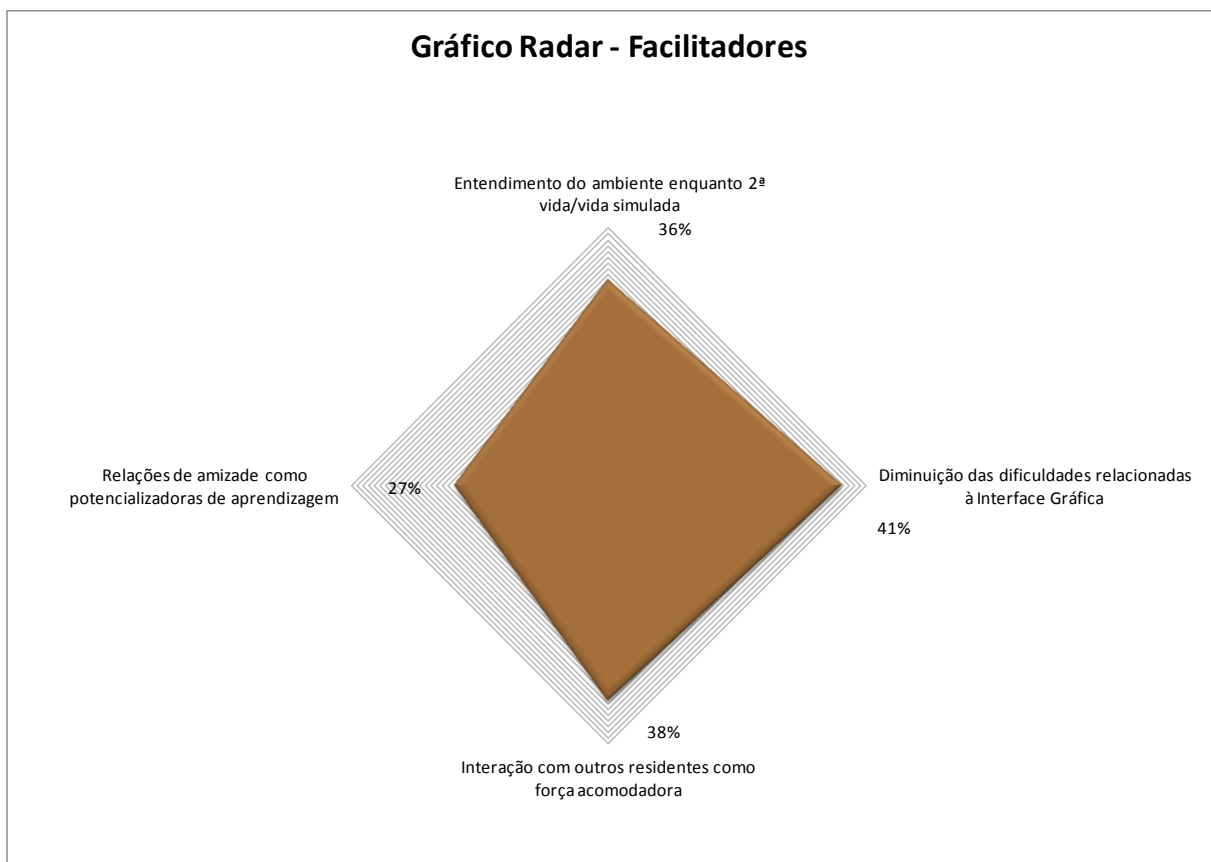 Gráfico Radar - Facilitadores
Entendimento do ambiente enquanto 2ª
vida/vida simulada
36%
Relações de amizade como
potencializadoras de aprendizagem
27%
Diminuição das dificuldades relacionadas
à Interface Gráfica
41%
38%
Interação com outros residentes como
força acomodadora